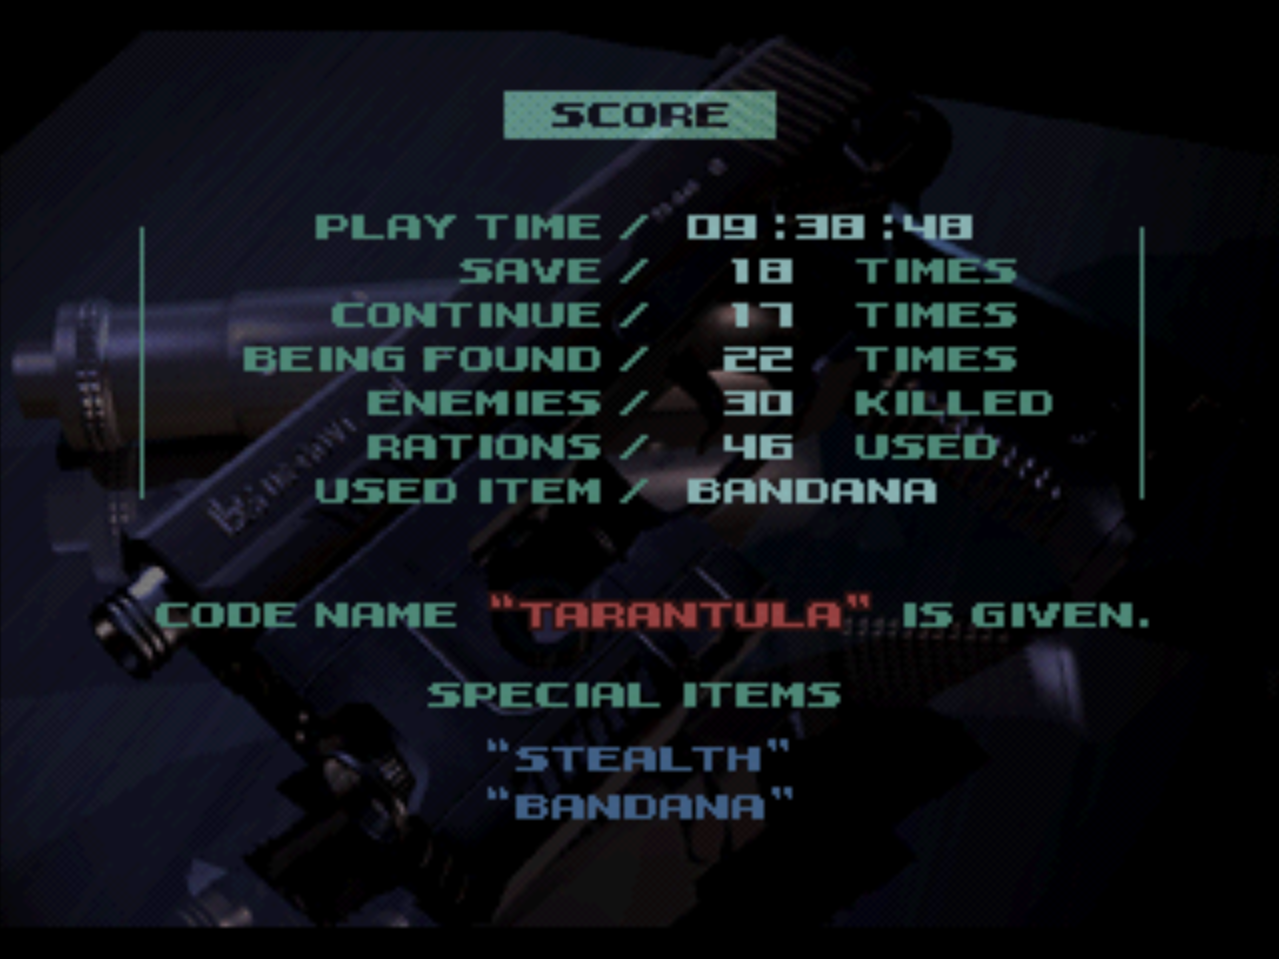 SCORE
PLAY TIME / 09:38:48
SAVE / 18 TIMES
CONTINUE / 17 TIMES
BEING FOUND / 22 TIMES
ENEMIES / 30 KILLED
RATIONS / 46 USED
USED ITEM / BANDANA
CODE NAME "TARANTULA" IS GIVEN.
SPECIAL ITEMS
"STEALTH"
"BANDANA"